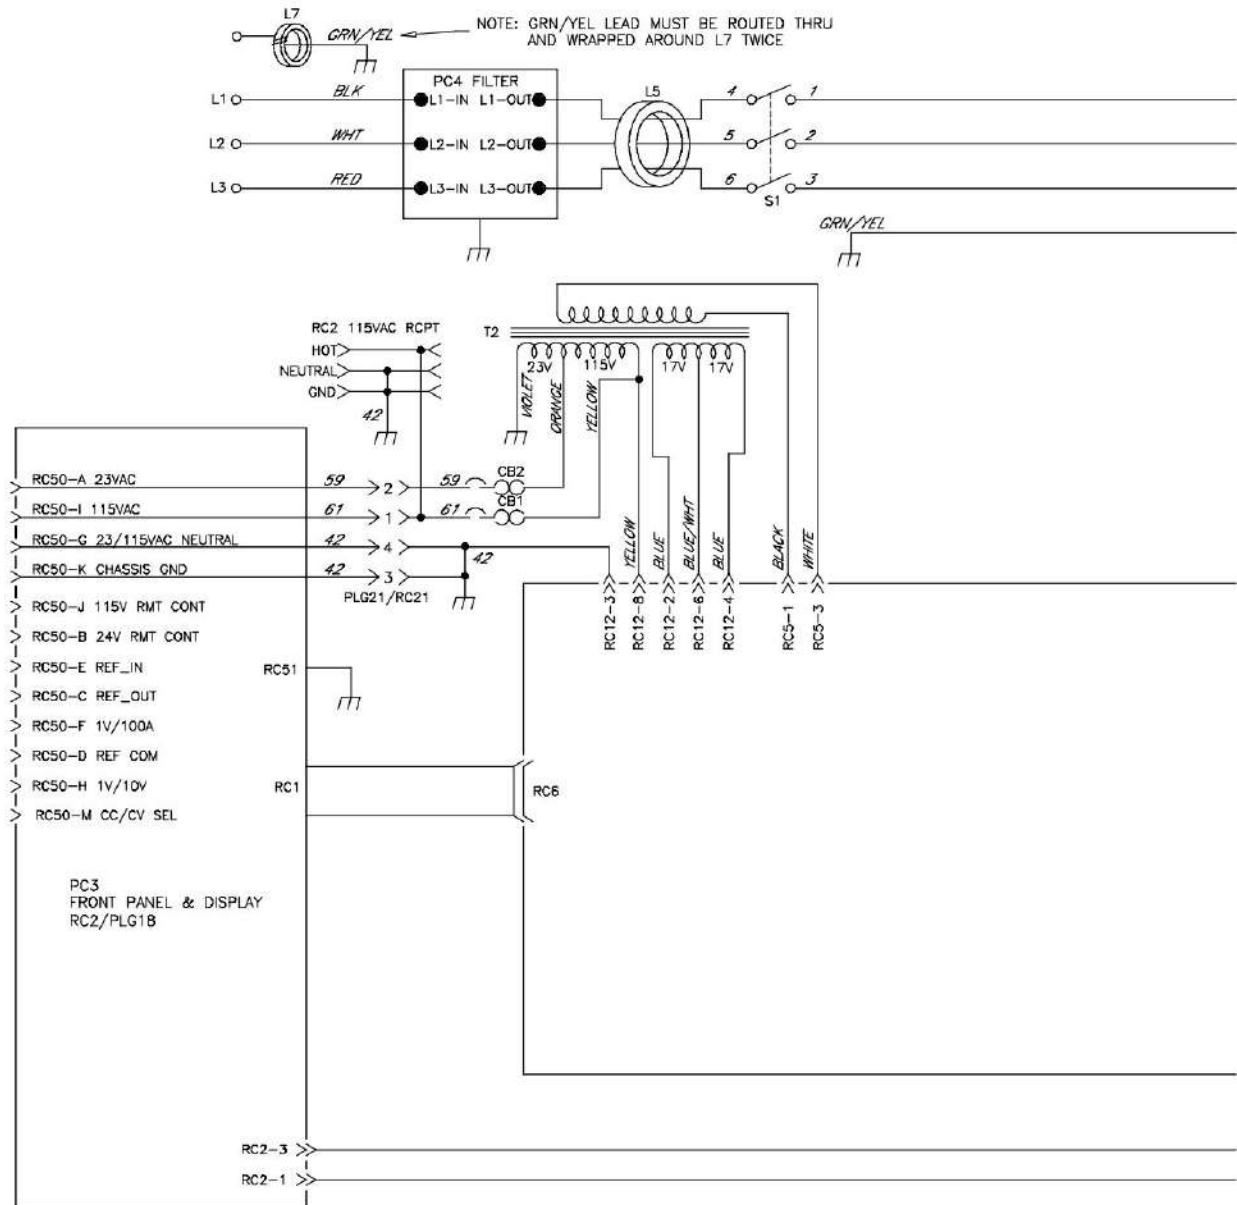 L7
GRN/YEL
NOTE: GRN/YEL LEAD MUST BE ROUTED THRU
AND WRAPPED AROUND L7 TWICE
PC4 FILTER
L1 BLK L1-IN L1-OUT L5 4 1
L2 WHT L2-IN L2-OUT 5 2
L3 RED L3-IN L3-OUT 6 3
S1
GRN/YEL
RC2 115VAC RCPT
T2
HOT
NEUTRAL
GND
42
23V 115V 17V 17V
VIOLET
ORANGE
YELLOW
RC50-A 23VAC 59 2 59 CB2
RC50-I 115VAC 61 1 61 CB1
RC50-G 23/115VAC NEUTRAL 42 4
42
RC50-K CHASSIS GND 42 3
PLG21/RC21
YELLOW
BLUE
BLUE/WHT
BLUE
BLACK
WHITE
RC12-3
RC12-8
RC12-2
RC12-6
RC12-4
RC5-1
RC5-3
RC50-J 115V RMT CONT
RC50-B 24V RMT CONT
RC50-E REF_IN
RC51
RC50-C REF_OUT
RC50-F 1V/100A
RC50-D REF COM
RC50-H 1V/10V
RC1
RC6
RC50-M CC/CV SEL
PC3
FRONT PANEL & DISPLAY
RC2/PLG18
RC2-3
RC2-1